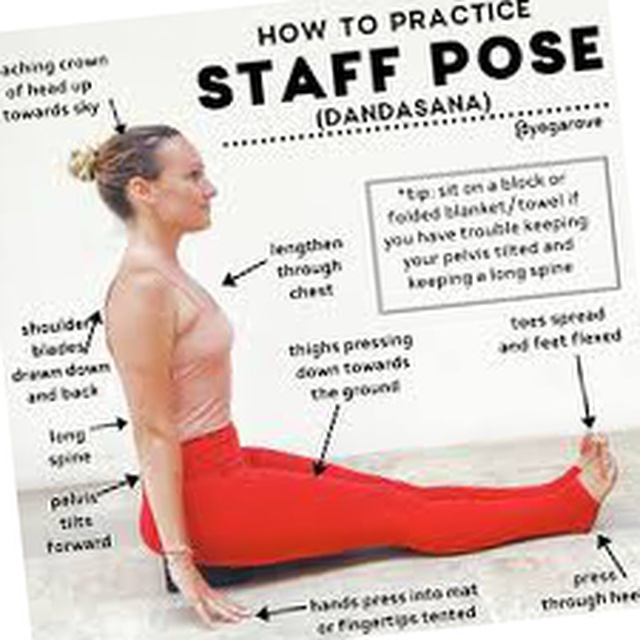 HOW TO PRACTICE
STAFF POSE
(DANDASANA)
@yogarove
aching crown
of head up
towards sky
*tip: sit on a block or
folded blanket/towel if
you have trouble keeping
your pelvis tilted and
keeping a long spine
lengthen
through
chest
shoulder
blades
drawn down
and back
thighs pressing
down towards
the ground
toes spread
and feet flexed
long
spine
pelvis
tilts
forward
hands press into mat
or fingertips tented
press
through hee